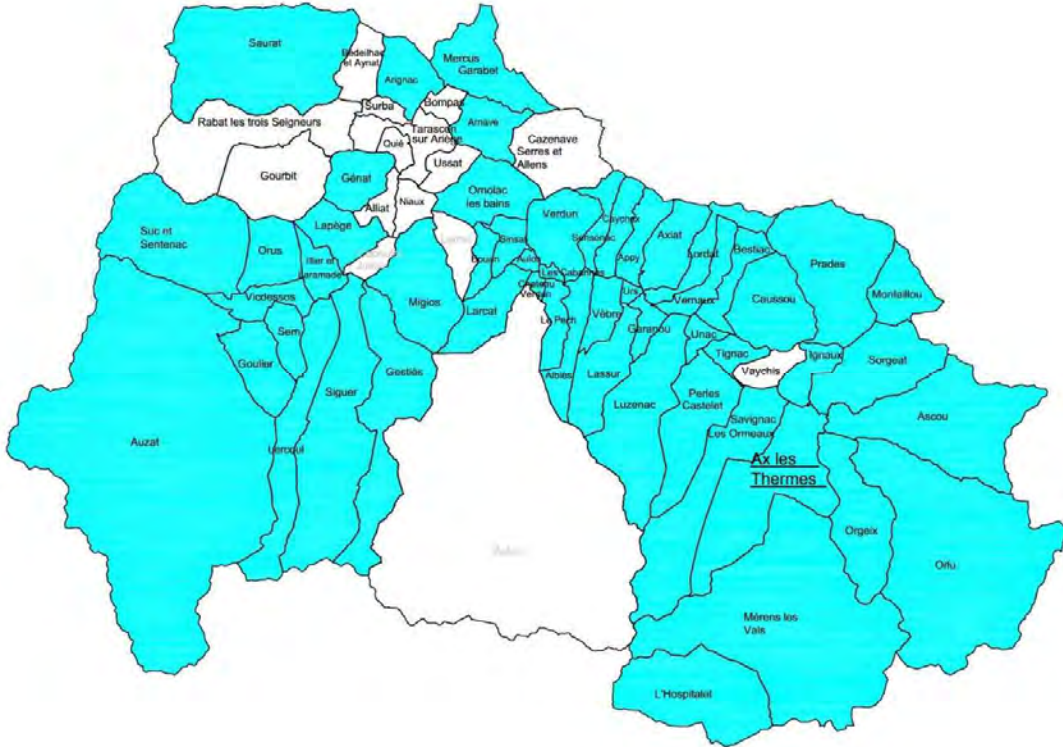 Saurat
Bédeilhac
et Aynat
Arignac
Mercus
Garabet
Surba
Bompas
Rabat les trois Seigneurs
Tarascon
sur Ariège
Arnave
Quié
Cazenave
Serres et
Allens
Ussat
Gourbit
Génat
Alliat
Niaux
Ornolac
les bains
Verdun
Caychax
Senconac
Appy
Axiat
Lordat
Bestiac
Prades
Montaillou
Suc et
Sentenac
Orus
Lapège
Illier et
Laramade
Sinsat
Bouan
Aulos
Les Cabannes
Château
Verdun
Urs
Vernaux
Caussou
Vicdessos
Sem
Goulier
Miglos
Larcat
Le Pech
Vèbre
Garanou
Unac
Tignac
Vaychis
Ignaux
Sorgeat
Siguer
Gestiés
Albiès
Lassur
Luzenac
Perles
Castelet
Savignac
Les Ormeaux
Ascou
Auzat
Lercoul
Ax les
Thermes
Orgeix
Orlu
Mérens les
Vals
L'Hospitalet